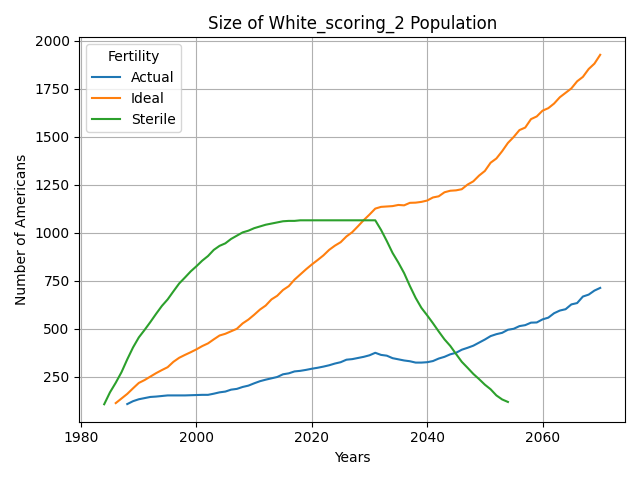 Size of White_scoring_2 Population
Fertility
Actual
Ideal
Sterile
Number of Americans
2000
1750
1500
1250
1000
750
500
250
1980
2000
2020
2040
2060
Years